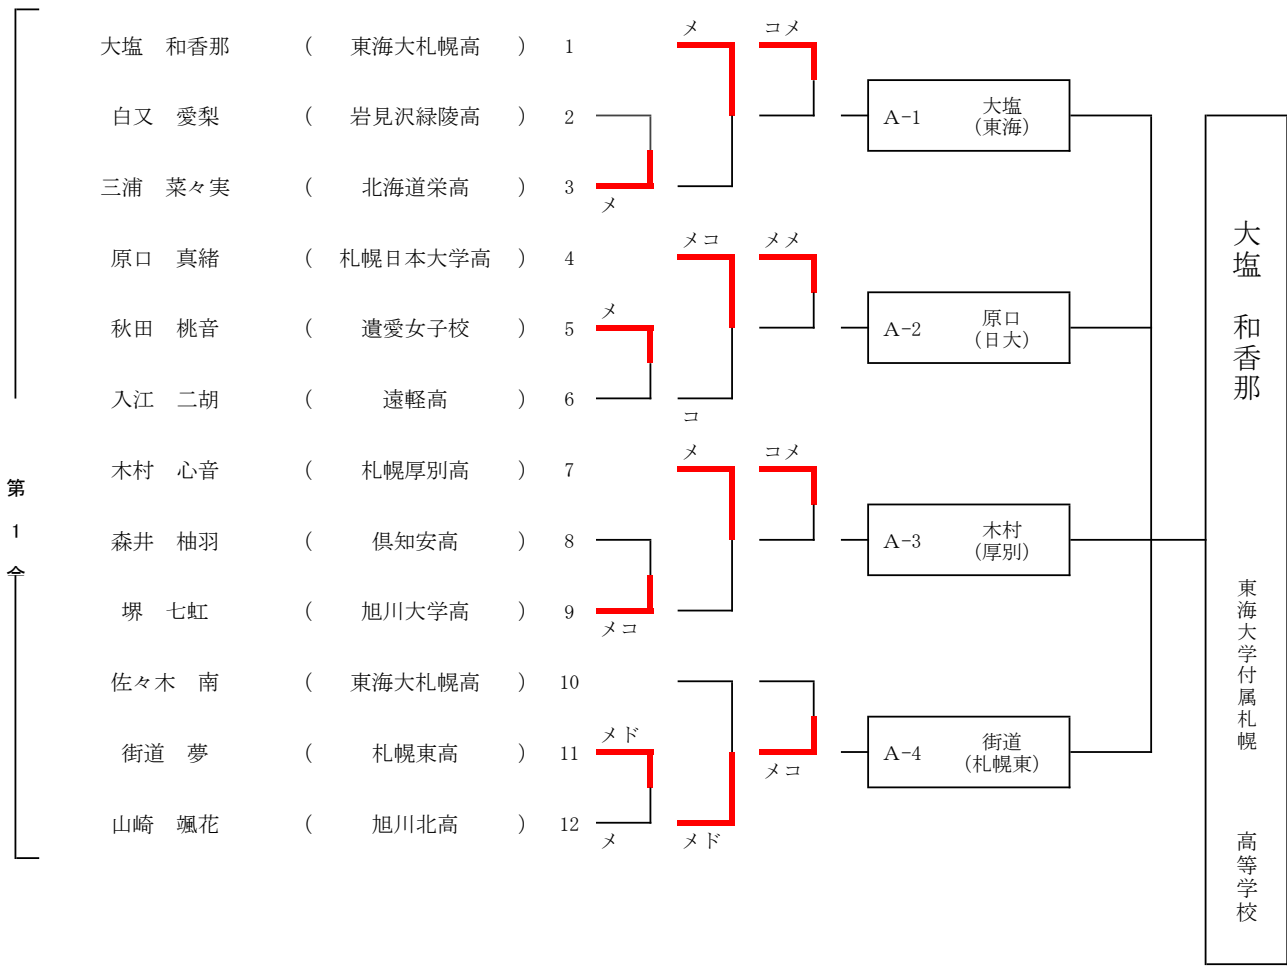 大塩　和香那 ( 東海大札幌高 ) 1
白又　愛梨 ( 岩見沢緑陵高 ) 2
三浦　菜々実 ( 北海道栄高 ) 3
原口　真緒 ( 札幌日本大学高 ) 4
秋田　桃音 ( 遺愛女子校 ) 5
入江　二胡 ( 遠軽高 ) 6
木村　心音 ( 札幌厚別高 ) 7
森井　柚羽 ( 倶知安高 ) 8
堺　七虹 ( 旭川大学高 ) 9
佐々木　南 ( 東海大札幌高 ) 10
街道　夢 ( 札幌東高 ) 11
山崎　颯花 ( 旭川北高 ) 12
第
1
メ
メ
メド
メ
メコ
メ
メコ
コ
メ
メド
コメ
メメ
コメ
メコ
A-1 大塩
(東海)
A-2 原口
(日大)
A-3 木村
(厚別)
A-4 街道
(札幌東)
大塩　和香那
東海大学付属札幌
高等学校